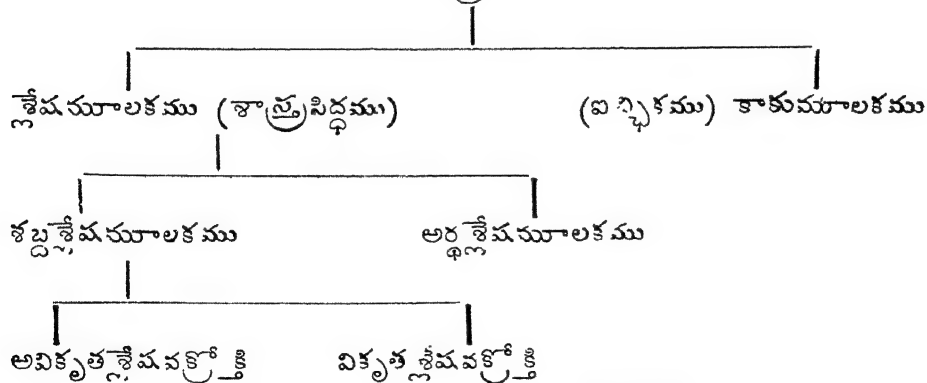 శ్లేషమూలకము (శాస్త్రసిద్ధము) (ఐచ్ఛికము) కాకుమూలకము
శబ్దశ్లేషమూలకము అర్థశ్లేషమూలకము
అవికృతశ్లేషవక్రోక్తి వికృతశ్లేషవక్రోక్తి